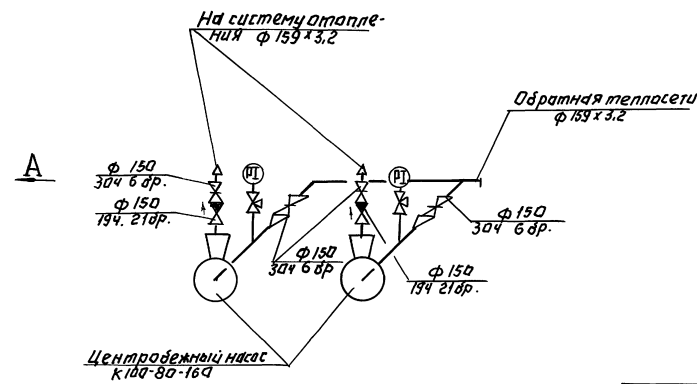 На систему отопле-
ния ф 159 × 3,2
Обратная теплосети
ф 159 × 3.2
А
ф 150
30ч 6 бр.
ф 150
19ч. 21 бр.
PI
PI
ф 150
30ч 6 бр.
ф 150
30ч 6 бр.
ф 150
19ч 21 бр.
Центробежный насос
К 100-80-160